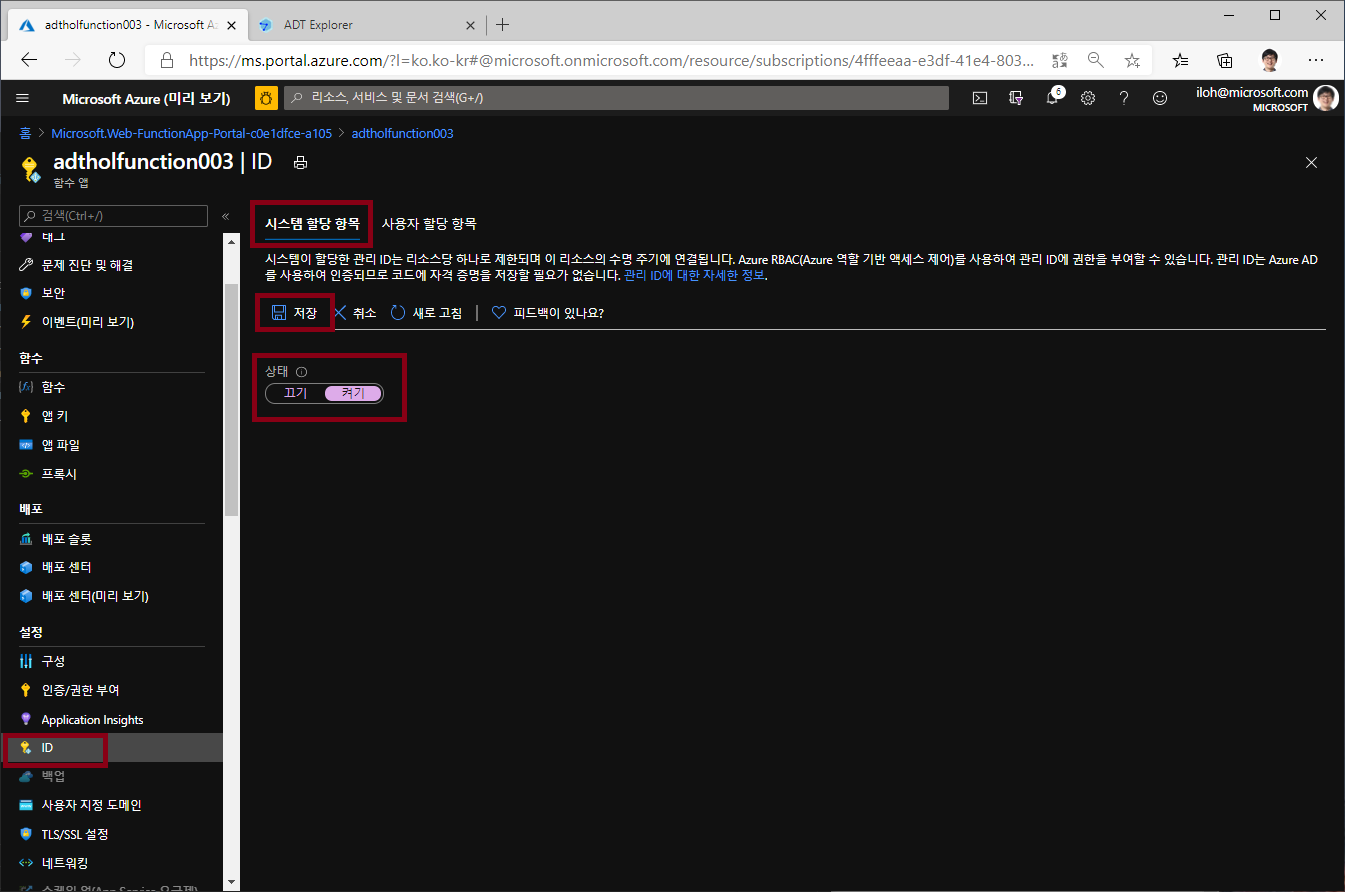 adtholfunction003 - Microsoft Az
ADT Explorer
https://ms.portal.azure.com/?l=ko.ko-kr#@microsoft.onmicrosoft.com/resource/subscriptions/4fffeeaa-e3df-41e4-803...
Microsoft Azure (미리 보기)
리소스, 서비스 및 문서 검색(G+/)
6
iloh@microsoft.com
MICROSOFT
홈 > Microsoft.Web-FunctionApp-Portal-c0e1dfce-a105 > adtholfunction003
adtholfunction003 | ID
함수 앱
검색(Ctrl+/)
«
태그
문제 진단 및 해결
보안
이벤트(미리 보기)
함수
함수
앱 키
앱 파일
프록시
배포
배포 슬롯
배포 센터
배포 센터(미리 보기)
설정
구성
인증/권한 부여
Application Insights
ID
백업
사용자 지정 도메인
TLS/SSL 설정
네트워킹
스케일 업(App Service 요금제)
시스템 할당 항목
사용자 할당 항목
시스템이 할당한 관리 ID는 리소스당 하나로 제한되며 이 리소스의 수명 주기에 연결됩니다. Azure RBAC(Azure 역할 기반 액세스 제어)를 사용하여 관리 ID에 권한을 부여할 수 있습니다. 관리 ID는 Azure AD
를 사용하여 인증되므로 코드에 자격 증명을 저장할 필요가 없습니다. 관리 ID에 대한 자세한 정보.
저장
취소
새로 고침
피드백이 있나요?
상태
끄기
켜기